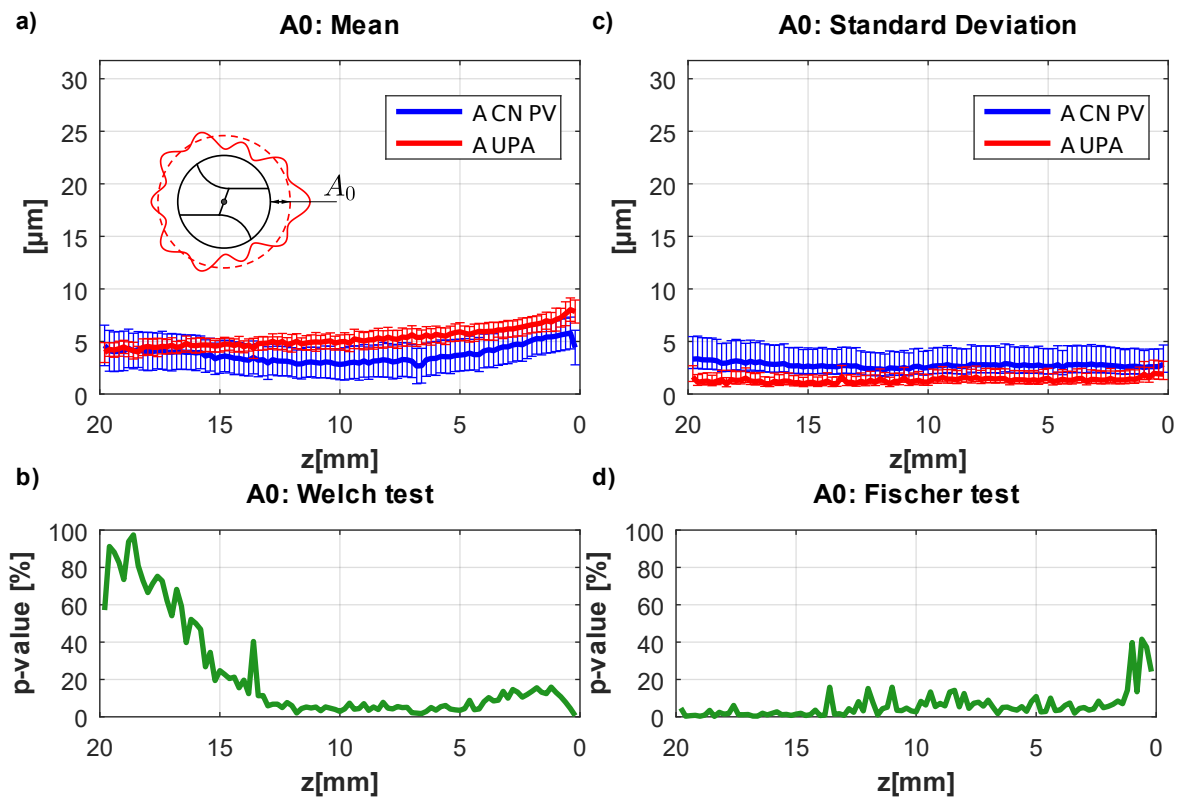 a)
A0: Mean
30
25
20
15
10
5
0
[µm]
A CN PV
A UPA
A0
20
15
10
5
0
z[mm]
c)
A0: Standard Deviation
30
25
20
15
10
5
0
[µm]
A CN PV
A UPA
20
15
10
5
0
z[mm]
b)
A0: Welch test
100
80
60
40
20
0
p-value [%]
20
15
10
5
0
z[mm]
d)
A0: Fischer test
100
80
60
40
20
0
p-value [%]
20
15
10
5
0
z[mm]